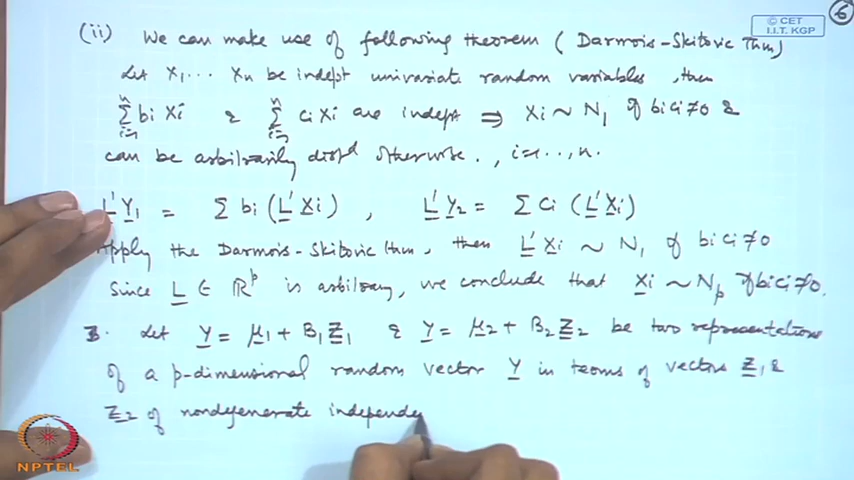 6
© CET
I.I.T. KGP
(ii) We can make use of following theorem (Darmois-Skitovic Thm)
Let X1 ... Xn be indept univariate random variables, then
n∑i=1 bi Xi & n∑i=1 ci Xi are indept ⇒ Xi ~ N1 if bi ci ≠ 0 &
can be arbitrarily distd otherwise., i=1..., n.
L' Y1 = ∑ bi (L' Xi) , L' Y2 = ∑ ci (L' Xi)
Apply the Darmois-Skitovic thm, then L' Xi ~ N1 if bi ci ≠ 0
Since L ∈ ℝp is arbitrary, we conclude that Xi ~ Np if bi ci ≠ 0.
3. Let Y = μ1 + B1 Z1 & Y = μ2 + B2 Z2 be two representations
of a p-dimensional random vector Y in terms of vectors Z1 &
Z2 of nondegenerate independe
NPTEL